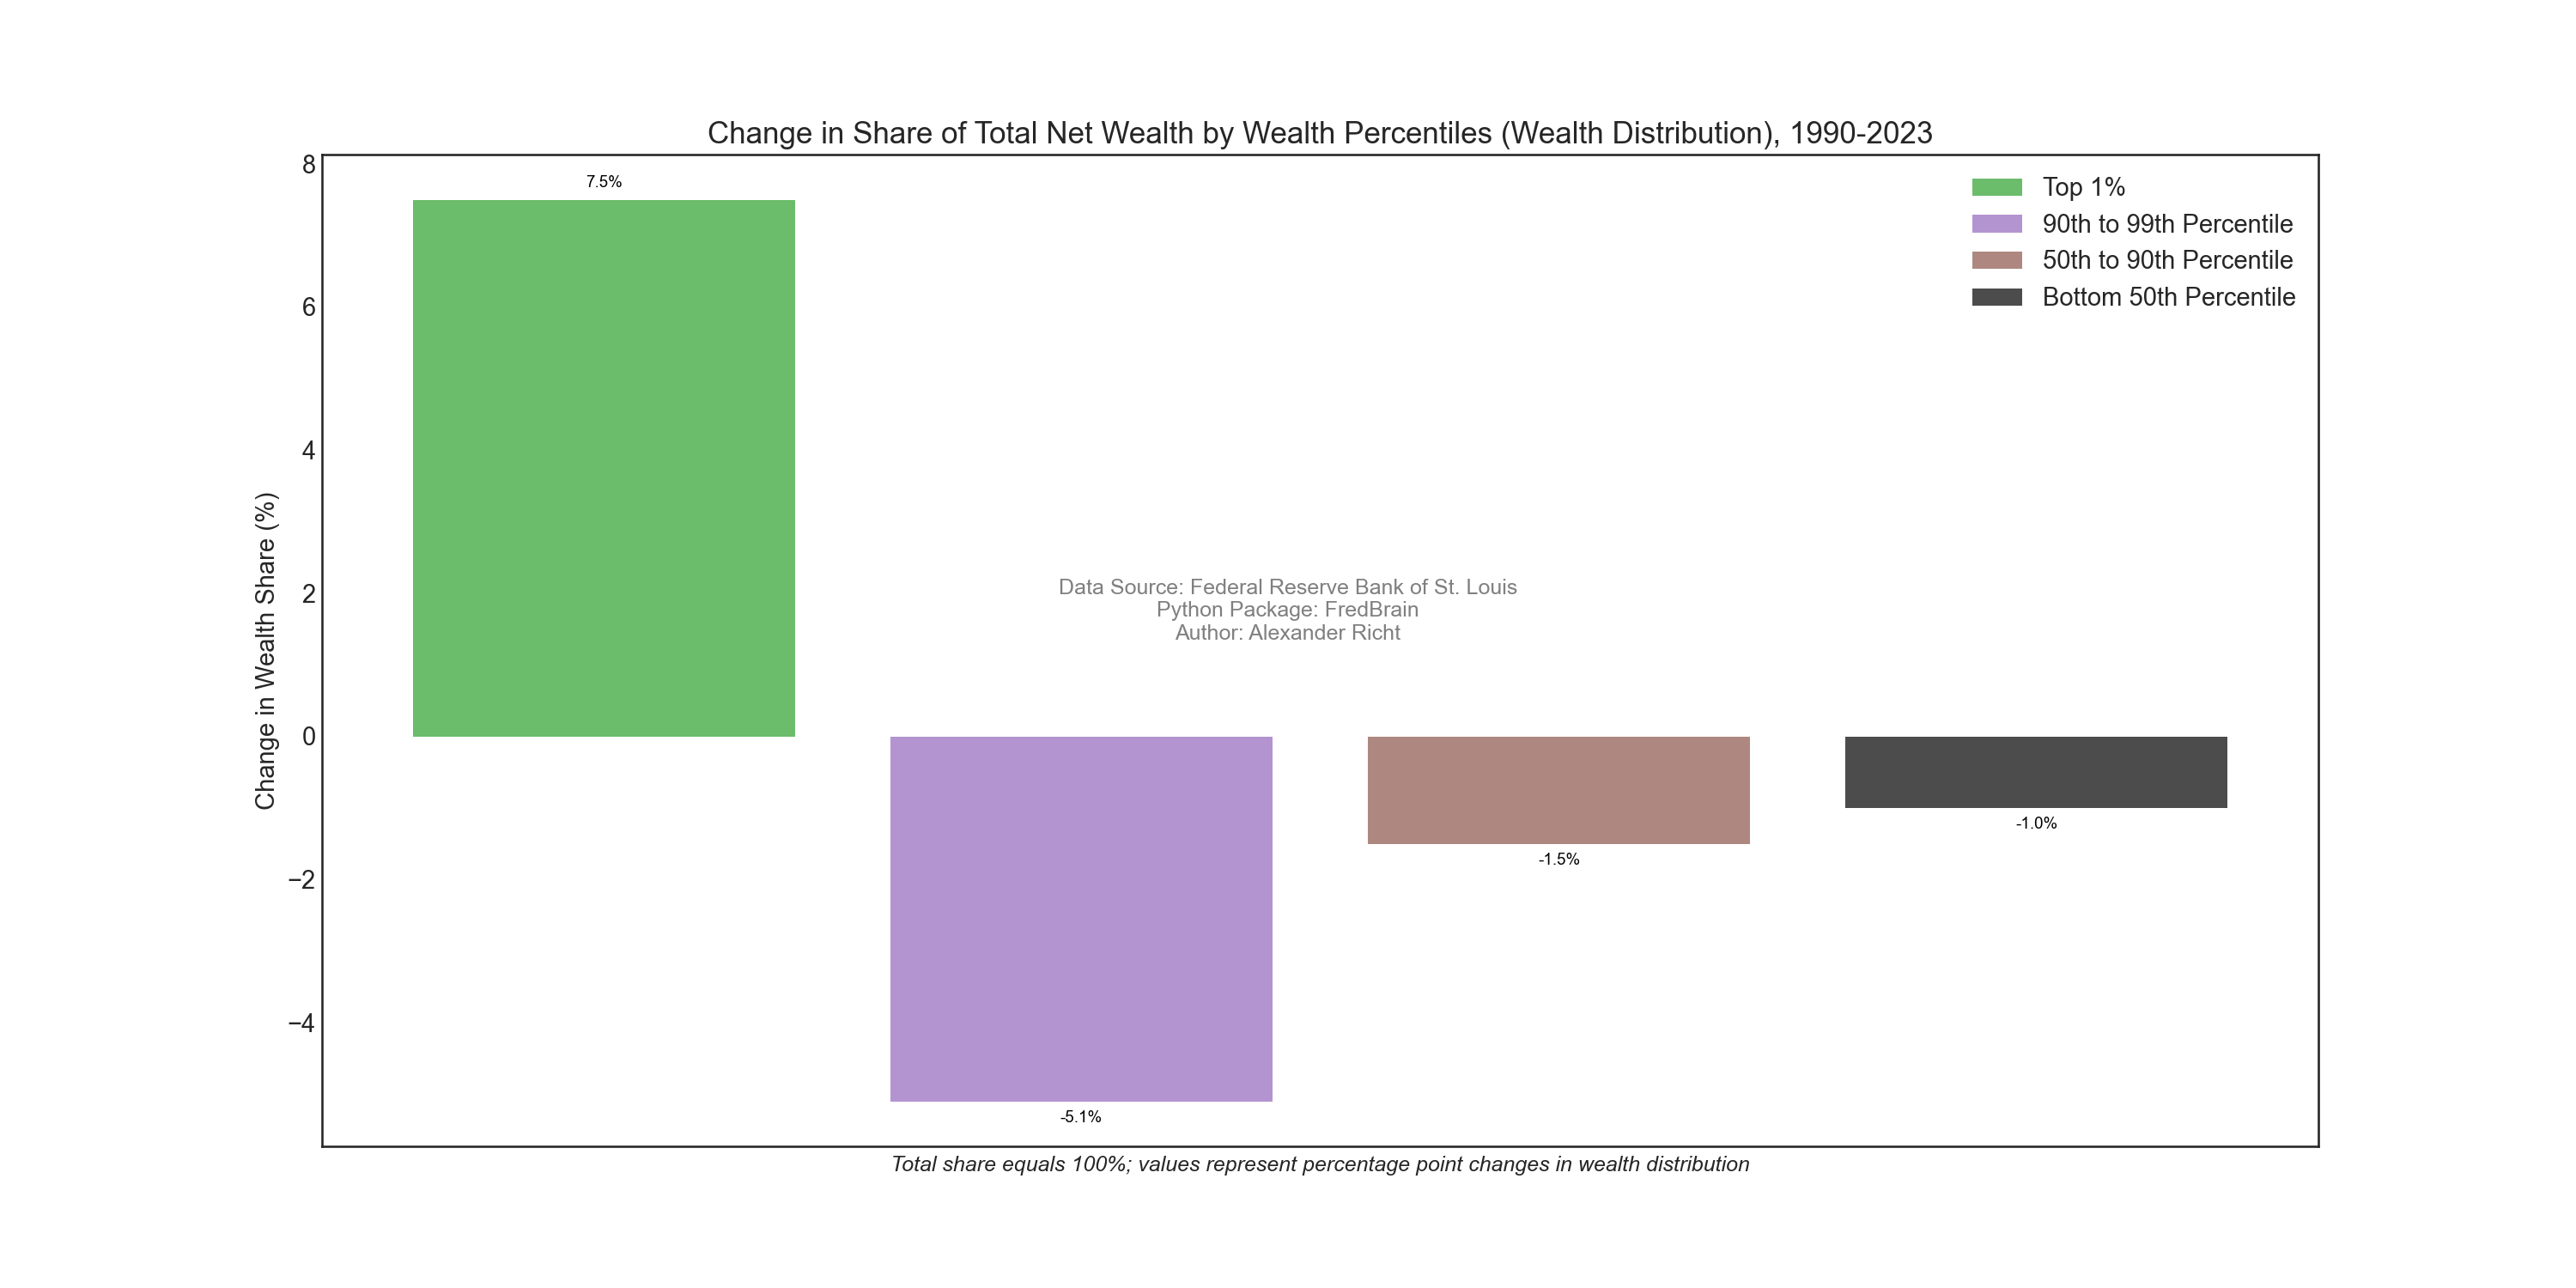 Change in Share of Total Net Wealth by Wealth Percentiles (Wealth Distribution), 1990-2023
8
6
4
2
0
−2
−4
Change in Wealth Share (%)
7.5%
-5.1%
-1.5%
-1.0%
Top 1%
90th to 99th Percentile
50th to 90th Percentile
Bottom 50th Percentile
Data Source: Federal Reserve Bank of St. Louis
Python Package: FredBrain
Author: Alexander Richt
Total share equals 100%; values represent percentage point changes in wealth distribution